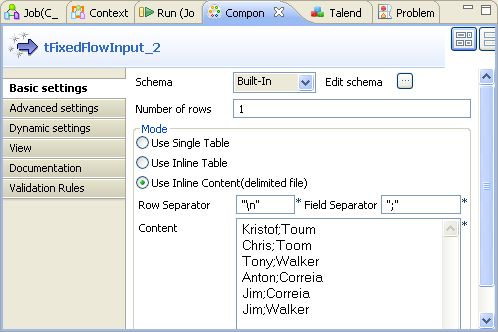 Job(C_ Context Run (Jo Compon Talend Problem
tFixedFlowInput_2
Basic settings
Advanced settings
Dynamic settings
View
Documentation
Validation Rules
Schema Built-In Edit schema ...
Number of rows 1
Mode
Use Single Table
Use Inline Table
Use Inline Content(delimited file)
Row Separator "\n" * Field Separator ";" *
Content *
Kristof;Toum
Chris;Toom
Tony;Walker
Anton;Correia
Jim;Correia
Jim;Walker